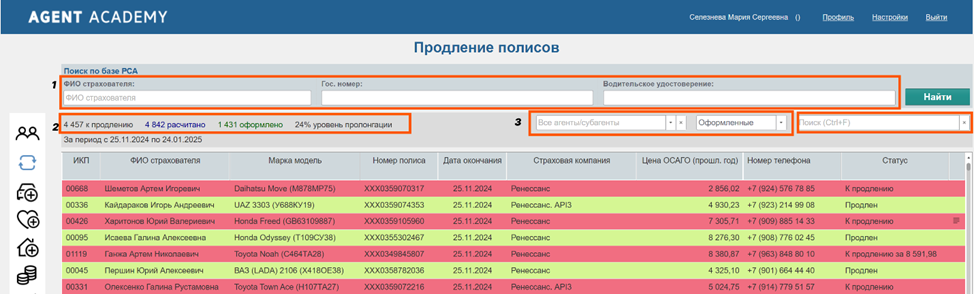 AGENT ACADEMY
Селезнева Мария Сергеевна () Профиль Настройки Выйти
Продление полисов
Поиск по базе РСА
1 ФИО страхователя: Гос. номер: Водительское удостоверение:
ФИО страхователя Найти
2 4 457 к продлению 4 842 расчитано 1 431 оформлено 24% уровень пролонгации 3 Все агенты/субагенты Оформленные Поиск (Ctrl+F)
За период с 25.11.2024 по 24.01.2025
ИКП ФИО страхователя Марка модель Номер полиса Дата окончания Страховая компания Цена ОСАГО (прошл. год) Номер телефона Статус
00668 Шеметов Артем Игоревич Daihatsu Move (M878MP75) XXX0359070317 25.11.2024 Ренессанс 2 856,02 +7 (924) 576 78 85 К продлению
00336 Кайдараков Игорь Андреевич UAZ 3303 (У688КУ19) XXX0359074353 25.11.2024 Ренессанс. API3 4 930,23 +7 (923) 214 99 08 Продлен
00426 Харитонов Юрий Валериевич Honda Freed (GB63109887) XXX0359105960 25.11.2024 Ренессанс 7 305,71 +7 (909) 885 14 33 К продлению
00095 Исаева Галина Алексеевна Honda Odyssey (Т109СУ38) XXX0355302467 25.11.2024 Ренессанс 8 276,30 +7 (908) 776 02 45 Продлен
01119 Ганжа Артем Николаевич Toyota Noah (C464TA28) XXX0349845807 25.11.2024 Ренессанс 8 380,87 +7 (963) 848 80 10 К продлению за 8 591,98
00045 Першин Юрий Алексеевич ВАЗ (LADA) 2106 (Х418ОЕ38) XXX0358782036 25.11.2024 Ренессанс 4 325,10 +7 (901) 664 44 40 Продлен
00331 Олексенко Галина Рустамовна Toyota Town Ace (Н107ТА27) XXX0359072216 25.11.2024 Ренессанс. API3 5 024,75 +7 (914) 779 51 57 К продлению